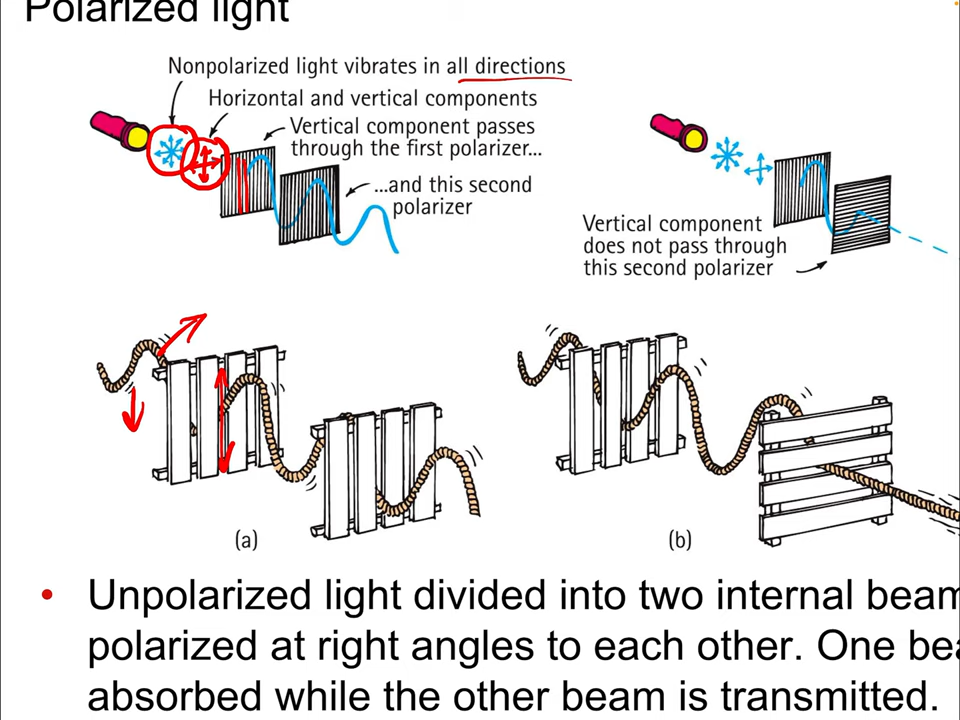 Polarized light
Nonpolarized light vibrates in all directions
Horizontal and vertical components
Vertical component passes
through the first polarizer...
...and this second
polarizer
Vertical component
does not pass through
this second polarizer
(a)
(b)
• Unpolarized light divided into two internal beam
polarized at right angles to each other. One bea
absorbed while the other beam is transmitted.